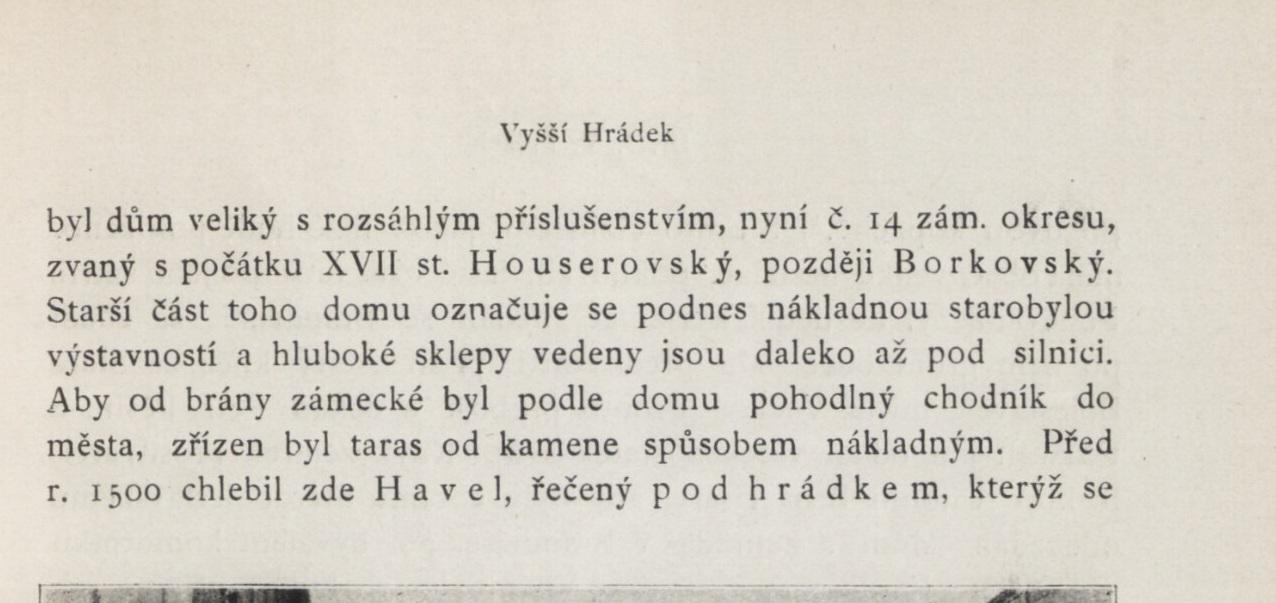 Vyšší Hrádek
byl dům veliký s rozsáhlým příslušenstvím, nyní č. 14 zám. okresu,
zvaný s počátku XVII st. Houserovský, později Borkovský.
Starší část toho domu označuje se podnes nákladnou starobylou
výstavností a hluboké sklepy vedeny jsou daleko až pod silnici.
Aby od brány zámecké byl podle domu pohodlný chodník do
města, zřízen byl taras od kamene spůsobem nákladným. Před
r. 1500 chlebil zde Havel, řečený pod hrádkem, kterýž se